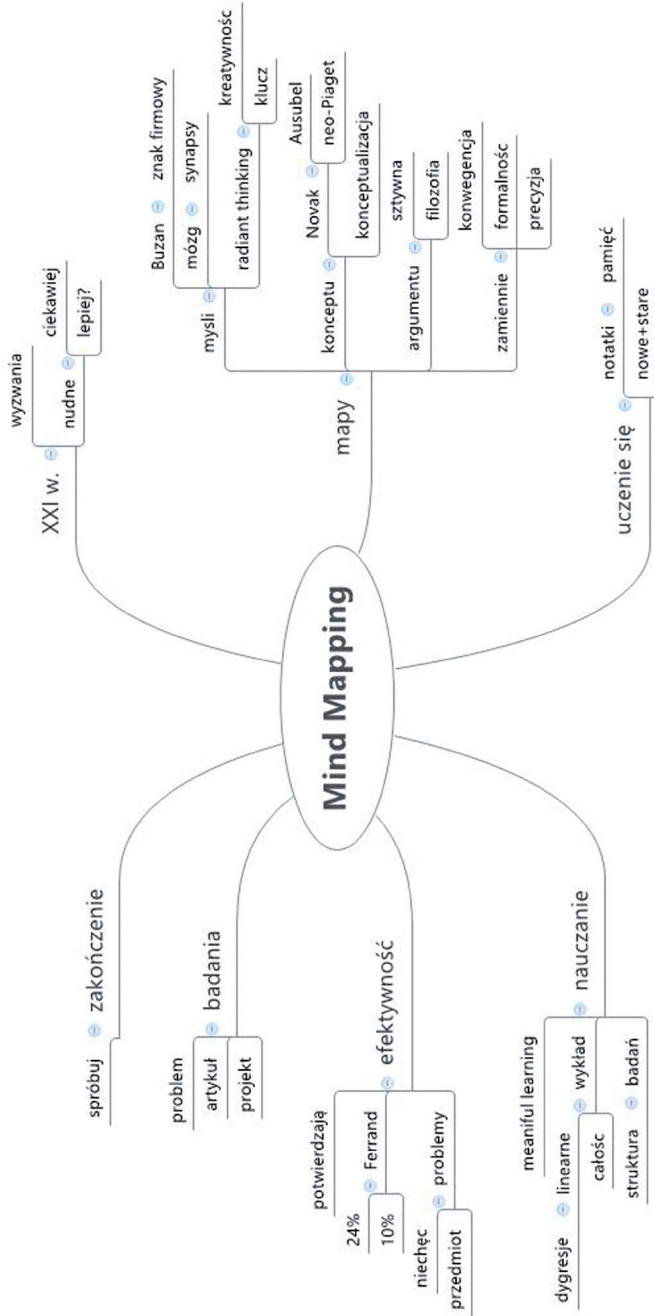 Mind Mapping
XXI w.
wyzwania
nudne
ciekawiej
lepiej?
mapy
mysli
Buzan
znak firmowy
mózg
synapsy
radiant thinking
kreatywnośc
klucz
konceptu
Novak
Ausubel
neo-Piaget
konceptualizacja
argumentu
sztywna
filozofia
zamiennie
konwegencja
formalnośc
precyzja
uczenie się
notatki
pamięć
nowe+stare
zakończenie
spróbuj
badania
problem
artykuł
projekt
efektywność
potwierdzają
Ferrand
24%
10%
problemy
niechęc
przedmiot
nauczanie
meaniful learning
wykład
linearne
dygresje
całośc
badań
struktura